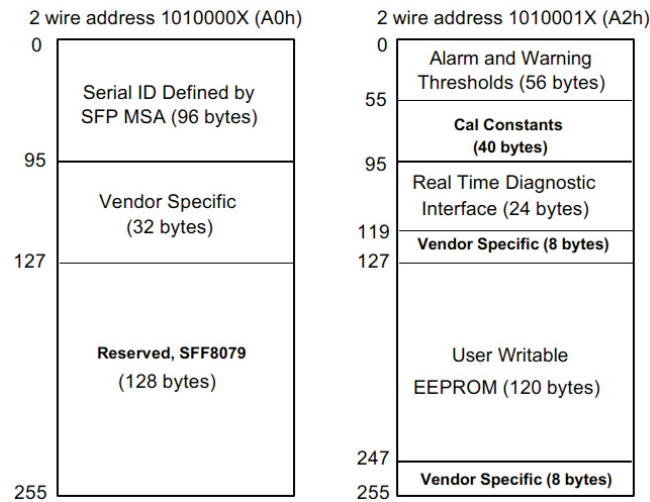 2 wire address 1010000X (A0h)
0
Serial ID Defined by
SFP MSA (96 bytes)
95
Vendor Specific
(32 bytes)
127
Reserved, SFF8079
(128 bytes)
255
2 wire address 1010001X (A2h)
0
Alarm and Warning
Thresholds (56 bytes)
55
Cal Constants
(40 bytes)
95
Real Time Diagnostic
Interface (24 bytes)
119
Vendor Specific (8 bytes)
127
User Writable
EEPROM (120 bytes)
247
Vendor Specific (8 bytes)
255